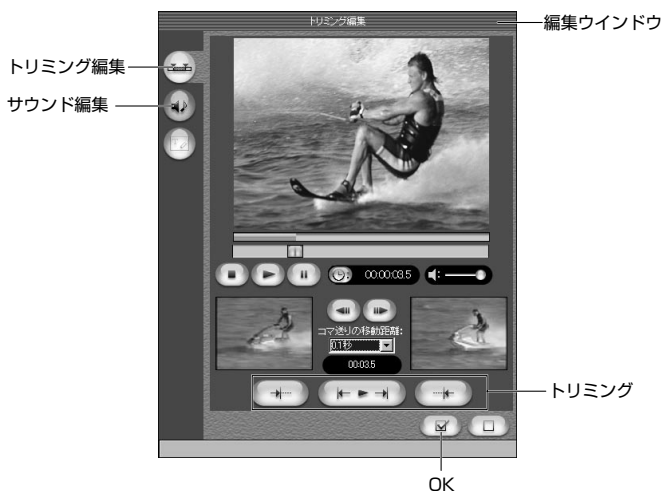 トリミング編集
編集ウインドウ
トリミング編集
サウンド編集
00:00:03.5
コマ送りの移動距離:
0.1秒
00:03.5
トリミング
OK